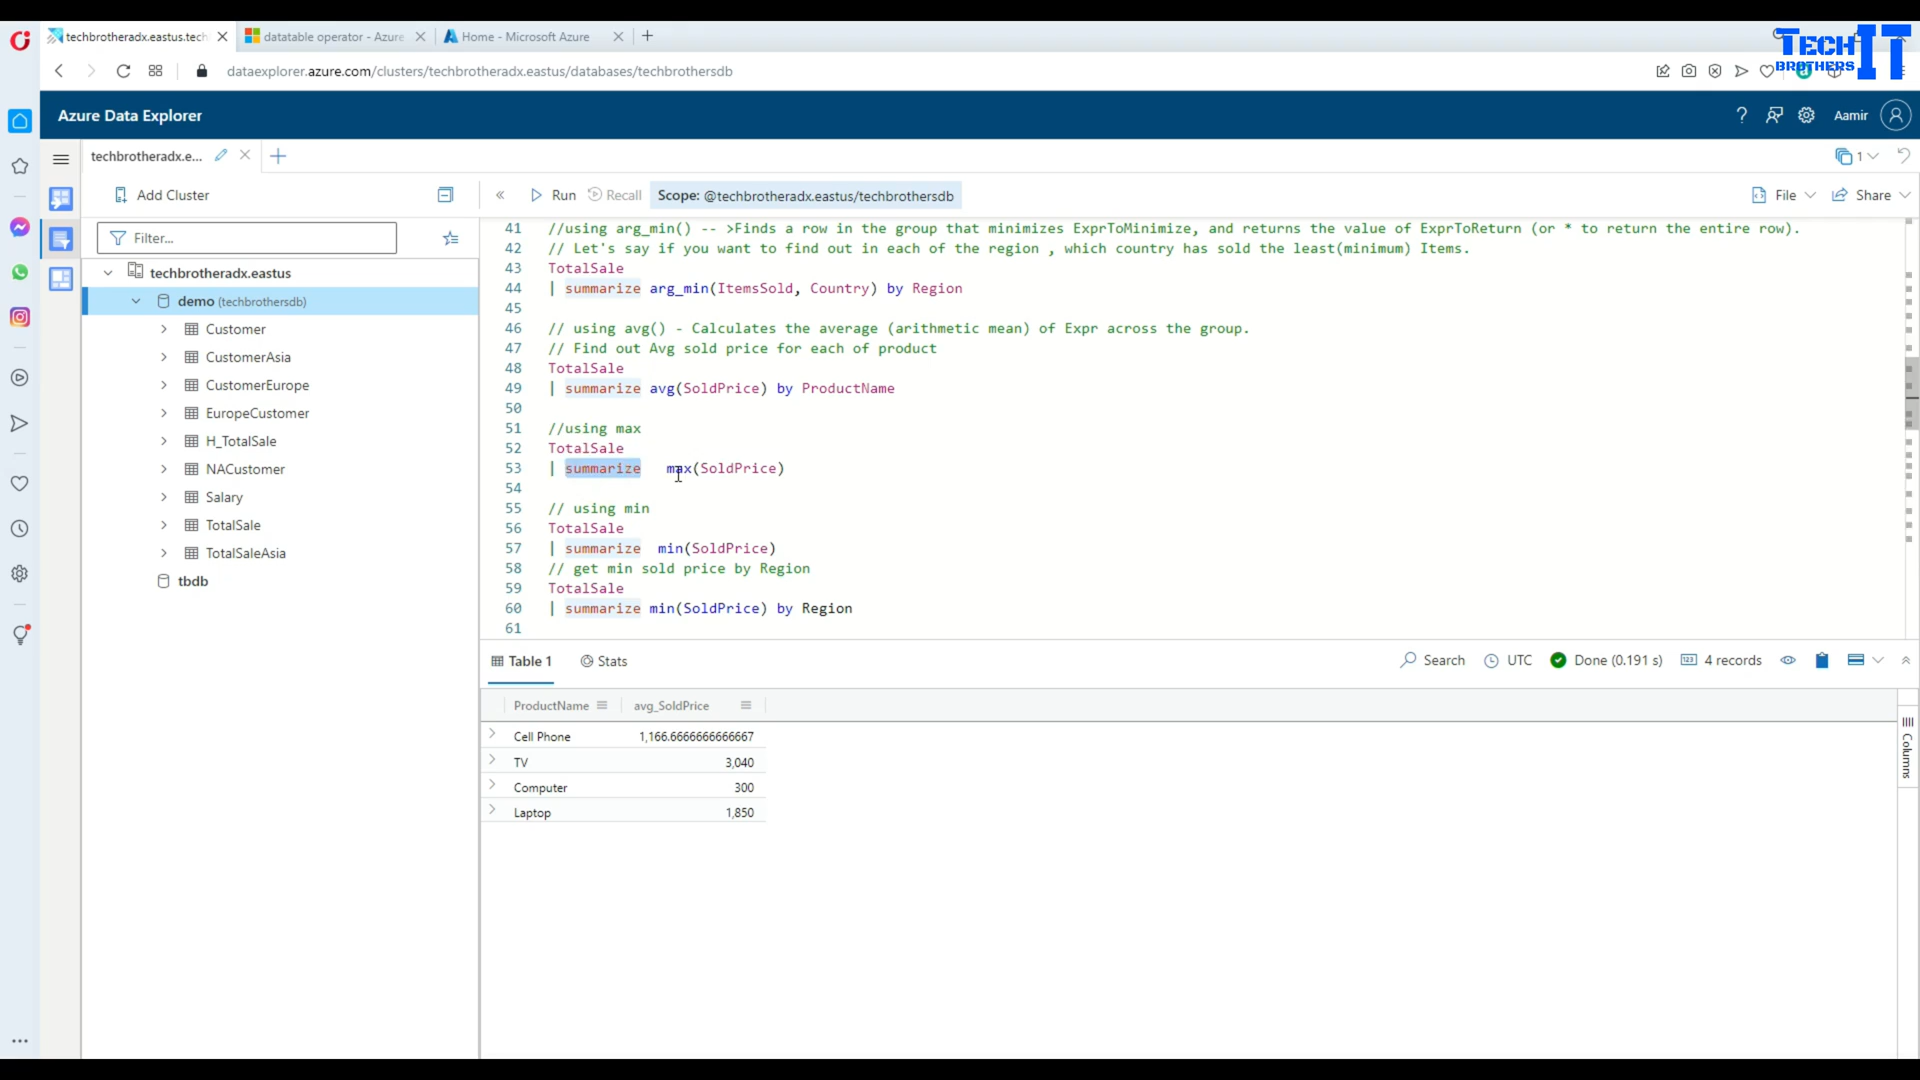 techbrotheradx.eastus.tech
datatable operator - Azure
Home - Microsoft Azure
TECH BROTHERS IT
dataexplorer.azure.com/clusters/techbrotheradx.eastus/databases/techbrothersdb
Azure Data Explorer
Aamir
techbrotheradx.e...
1
Add Cluster
Run
Recall
Scope: @techbrotheradx.eastus/techbrothersdb
File
Share
Filter...
techbrotheradx.eastus
demo (techbrothersdb)
Customer
CustomerAsia
CustomerEurope
EuropeCustomer
H_TotalSale
NACustomer
Salary
TotalSale
TotalSaleAsia
tbdb
41 //using arg_min() -- >Finds a row in the group that minimizes ExprToMinimize, and returns the value of ExprToReturn (or * to return the entire row).
42 // Let's say if you want to find out in each of the region , which country has sold the least(minimum) Items.
43 TotalSale
44 | summarize arg_min(ItemsSold, Country) by Region
45
46 // using avg() - Calculates the average (arithmetic mean) of Expr across the group.
47 // Find out Avg sold price for each of product
48 TotalSale
49 | summarize avg(SoldPrice) by ProductName
50
51 //using max
52 TotalSale
53 | summarize   max(SoldPrice)
54
55 // using min
56 TotalSale
57 | summarize  min(SoldPrice)
58 // get min sold price by Region
59 TotalSale
60 | summarize min(SoldPrice) by Region
61
Table 1
Stats
Search
UTC
Done (0.191 s)
123
4 records
ProductName avg_SoldPrice
Cell Phone 1,166.6666666666667
TV 3,040
Computer 300
Laptop 1,850
Columns